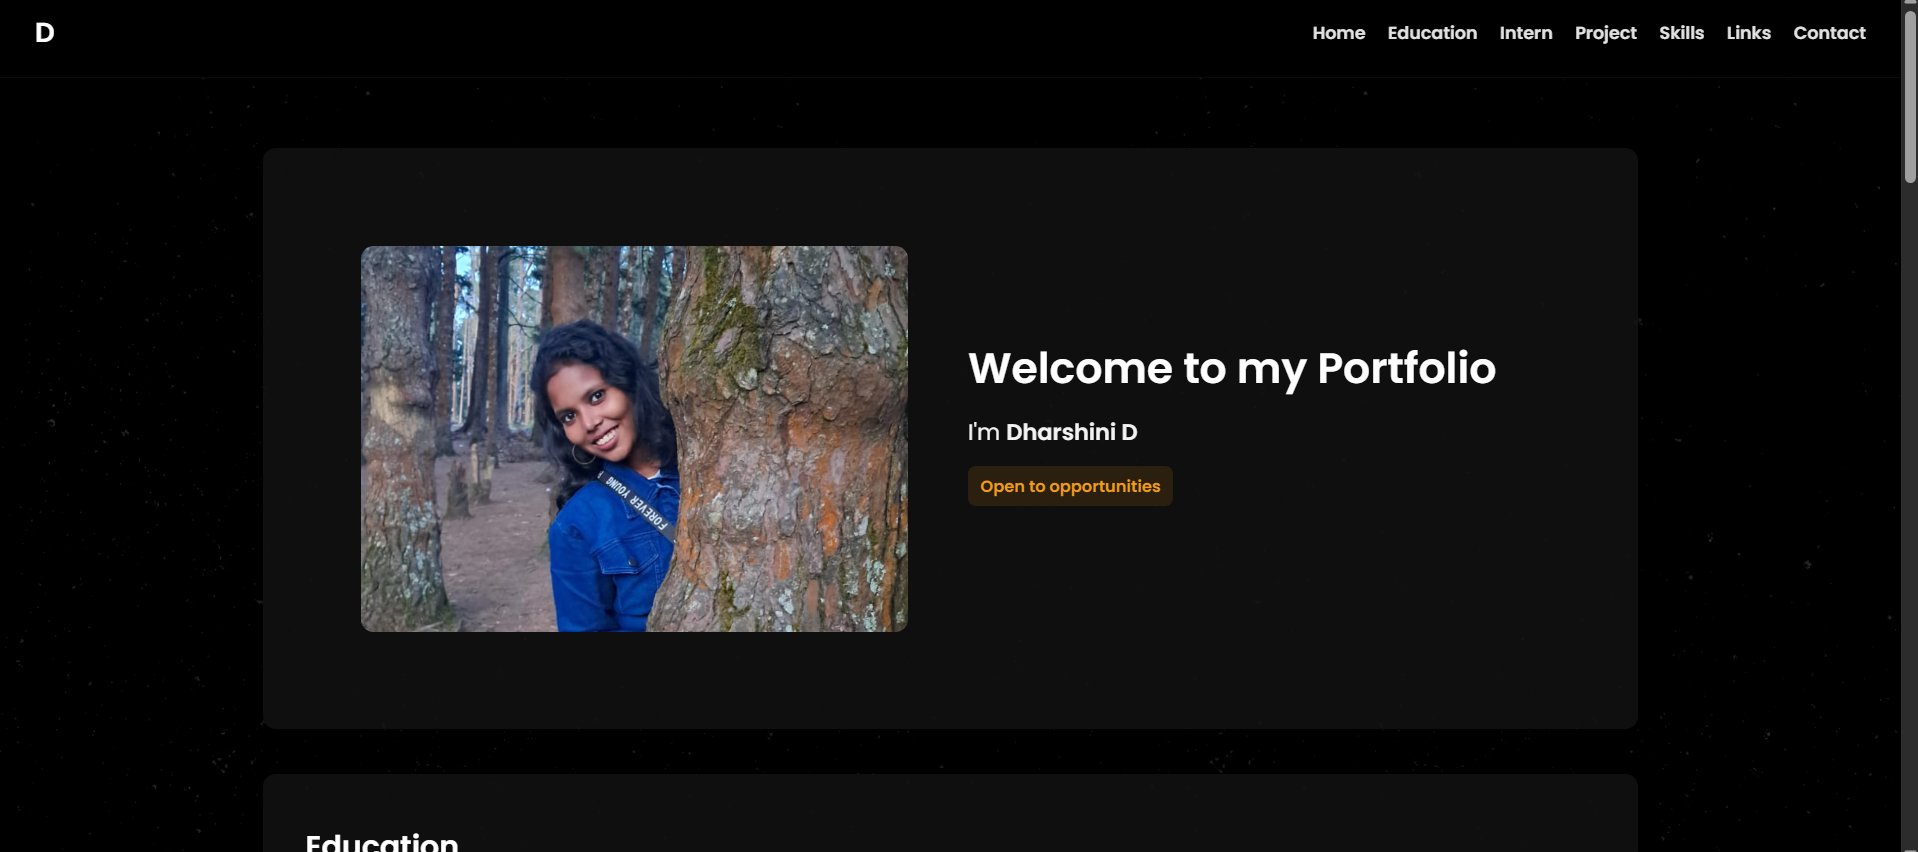 D
Home Education Intern Project Skills Links Contact
Welcome to my Portfolio
I'm Dharshini D
Open to opportunities
FOREVER YOUNG
Education